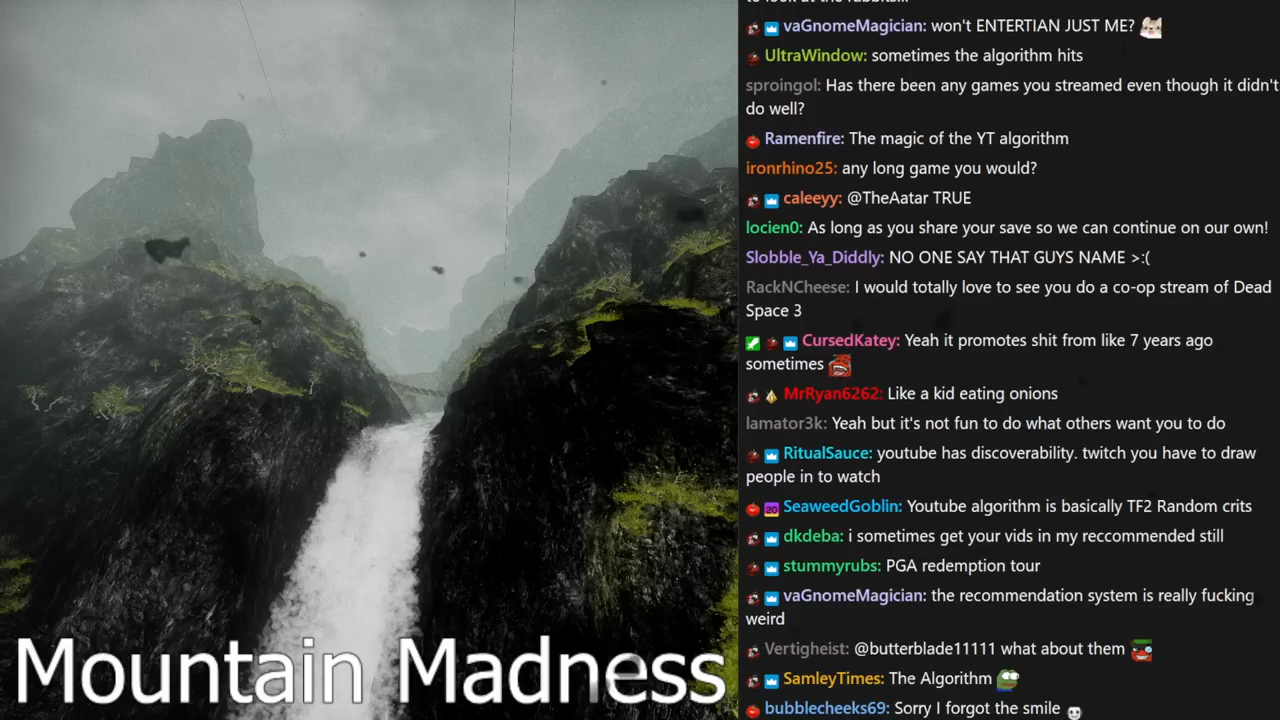 to look at the rabbits...
vaGnomeMagician: won't ENTERTIAN JUST ME?
UltraWindow: sometimes the algorithm hits
sproingol: Has there been any games you streamed even though it didn't
do well?
Ramenfire: The magic of the YT algorithm
ironrhino25: any long game you would?
caleeyy: @TheAatar TRUE
locien0: As long as you share your save so we can continue on our own!
Slobble_Ya_Diddly: NO ONE SAY THAT GUYS NAME >:(
RackNCheese: I would totally love to see you do a co-op stream of Dead
Space 3
CursedKatey: Yeah it promotes shit from like 7 years ago
sometimes
MrRyan6262: Like a kid eating onions
lamator3k: Yeah but it's not fun to do what others want you to do
RitualSauce: youtube has discoverability. twitch you have to draw
people in to watch
20 SeaweedGoblin: Youtube algorithm is basically TF2 Random crits
dkdeba: i sometimes get your vids in my reccommended still
stummyrubs: PGA redemption tour
vaGnomeMagician: the recommendation system is really fucking
weird
Vertigheist: @butterblade11111 what about them
SamleyTimes: The Algorithm
bubblecheeks69: Sorry I forgot the smile
Mountain Madness